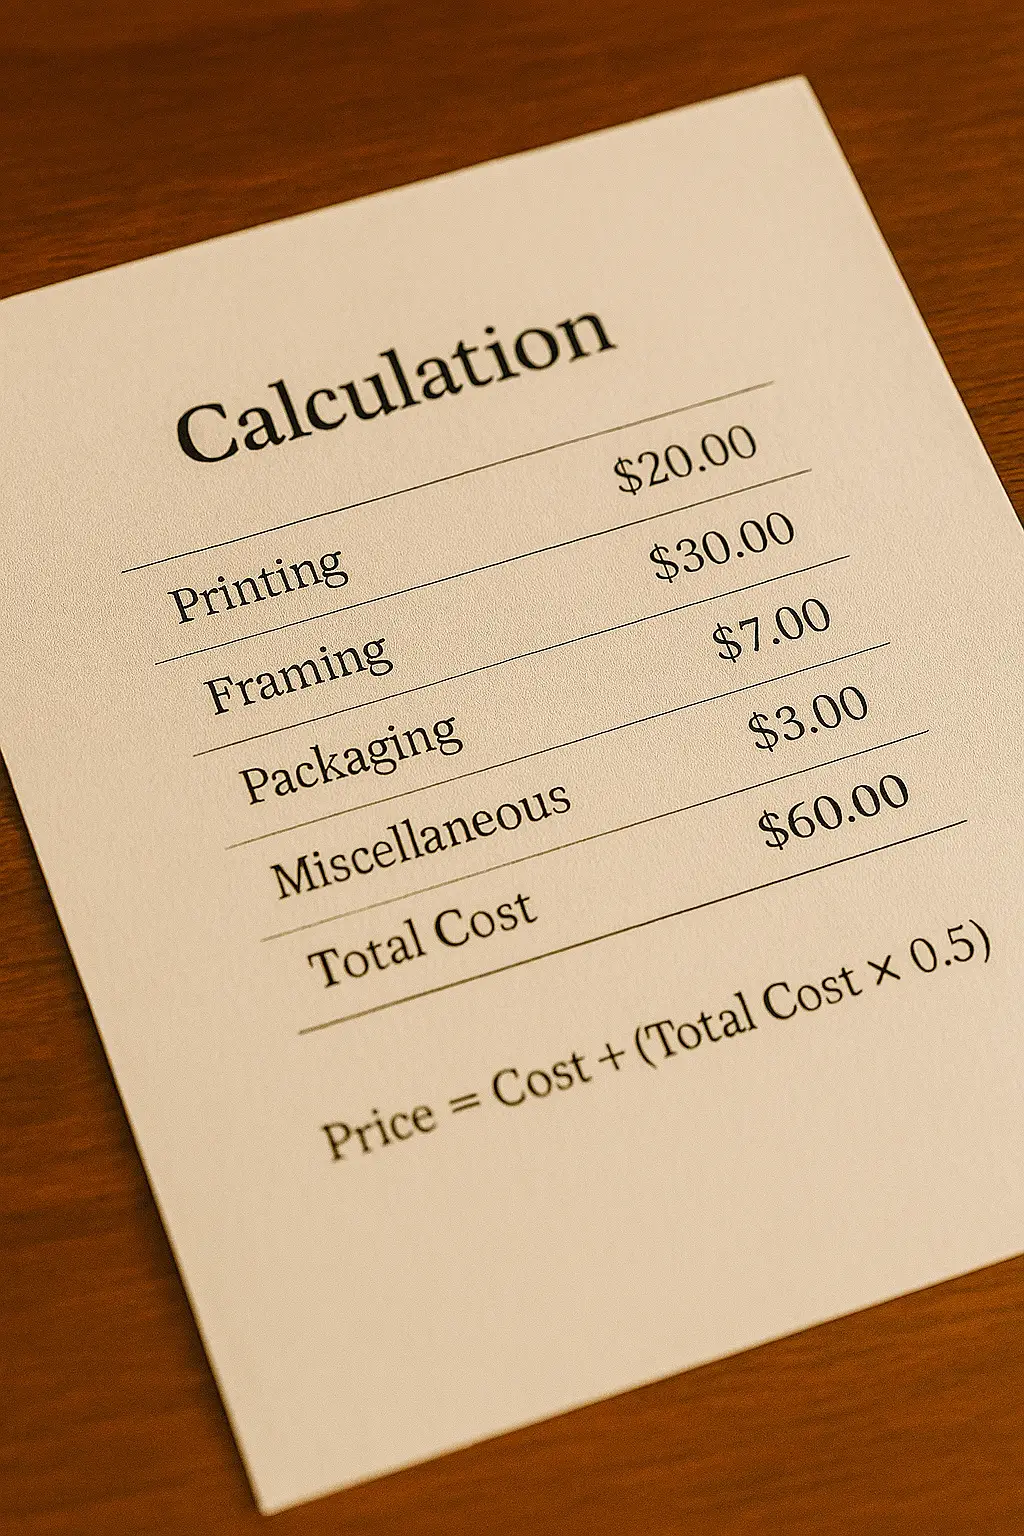 Calculation
Printing $20.00
Framing $30.00
Packaging $7.00
Miscellaneous $3.00
Total Cost $60.00
Price = Cost + (Total Cost × 0.5)